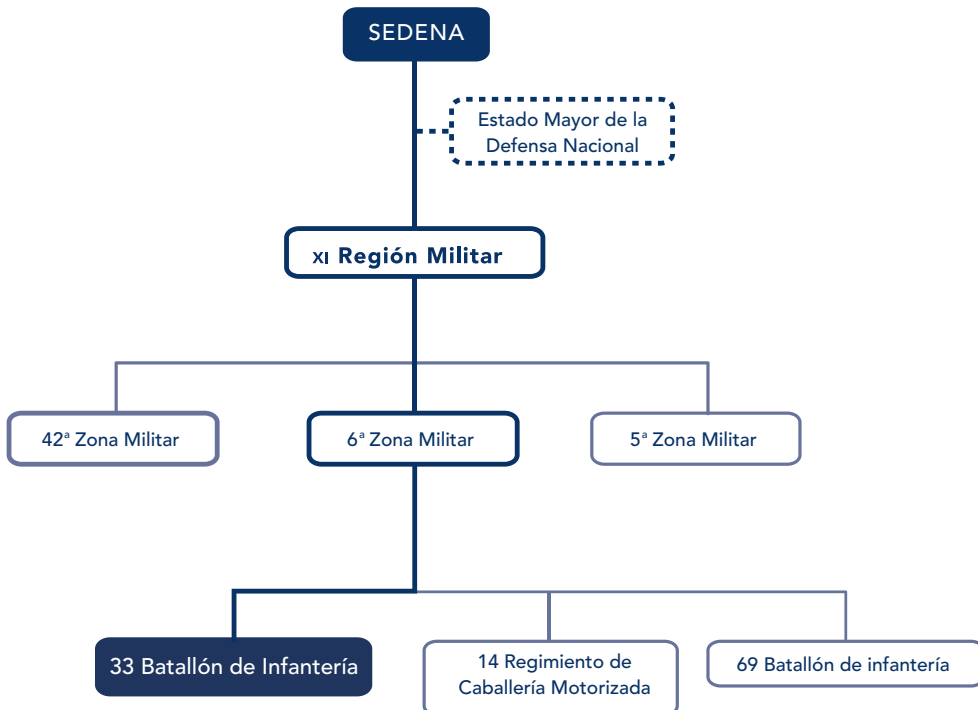 SEDENA
Estado Mayor de la
Defensa Nacional
XI Región Militar
42ª Zona Militar
6ª Zona Militar
5ª Zona Militar
33 Batallón de Infantería
14 Regimiento de
Caballería Motorizada
69 Batallón de infantería